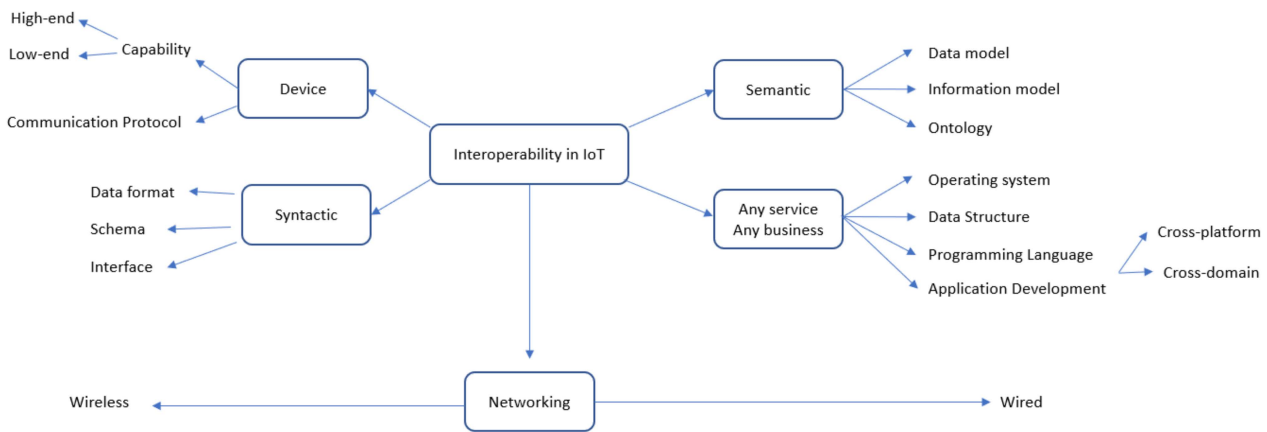 High-end
Low-end
Capability
Device
Communication Protocol
Data format
Schema
Interface
Syntactic
Interoperability in IoT
Semantic
Data model
Information model
Ontology
Any service
Any business
Operating system
Data Structure
Programming Language
Application Development
Cross-platform
Cross-domain
Wireless
Networking
Wired